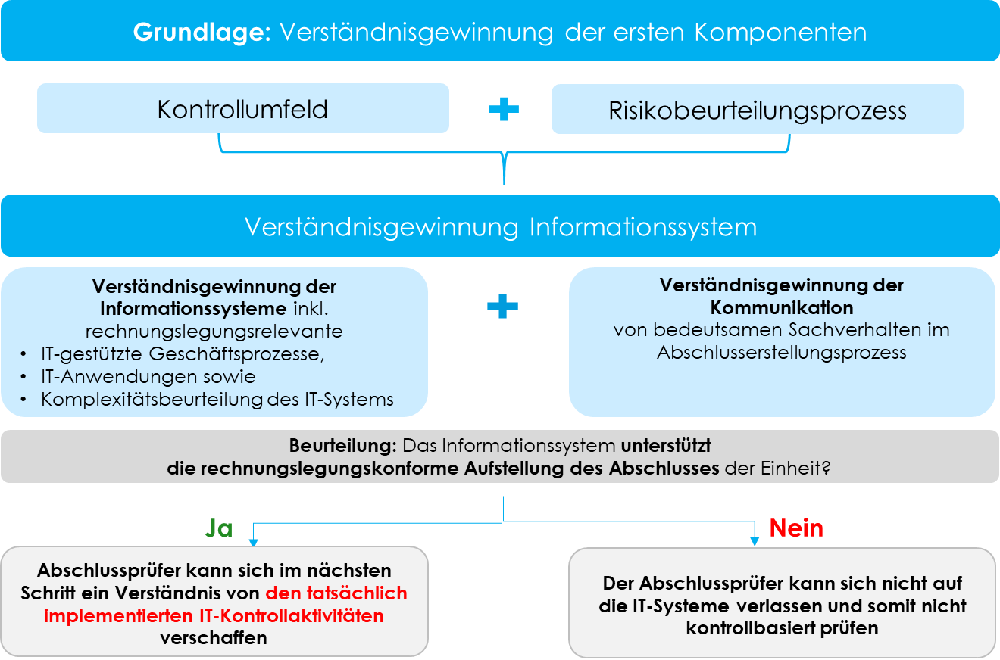 Grundlage: Verständnisgewinnung der ersten Komponenten
Kontrollumfeld
Risikobeurteilungsprozess
Verständnisgewinnung Informationssystem
Verständnisgewinnung der
Informationssysteme inkl.
rechnungslegungsrelevante
• IT-gestützte Geschäftsprozesse,
• IT-Anwendungen sowie
• Komplexitätsbeurteilung des IT-Systems
Verständnisgewinnung der
Kommunikation
von bedeutsamen Sachverhalten im
Abschlusserstellungsprozess
Beurteilung: Das Informationssystem unterstützt
die rechnungslegungskonforme Aufstellung des Abschlusses der Einheit?
Ja
Nein
Abschlussprüfer kann sich im nächsten
Schritt ein Verständnis von den tatsächlich
implementierten IT-Kontrollaktivitäten
verschaffen
Der Abschlussprüfer kann sich nicht auf
die IT-Systeme verlassen und somit nicht
kontrollbasiert prüfen